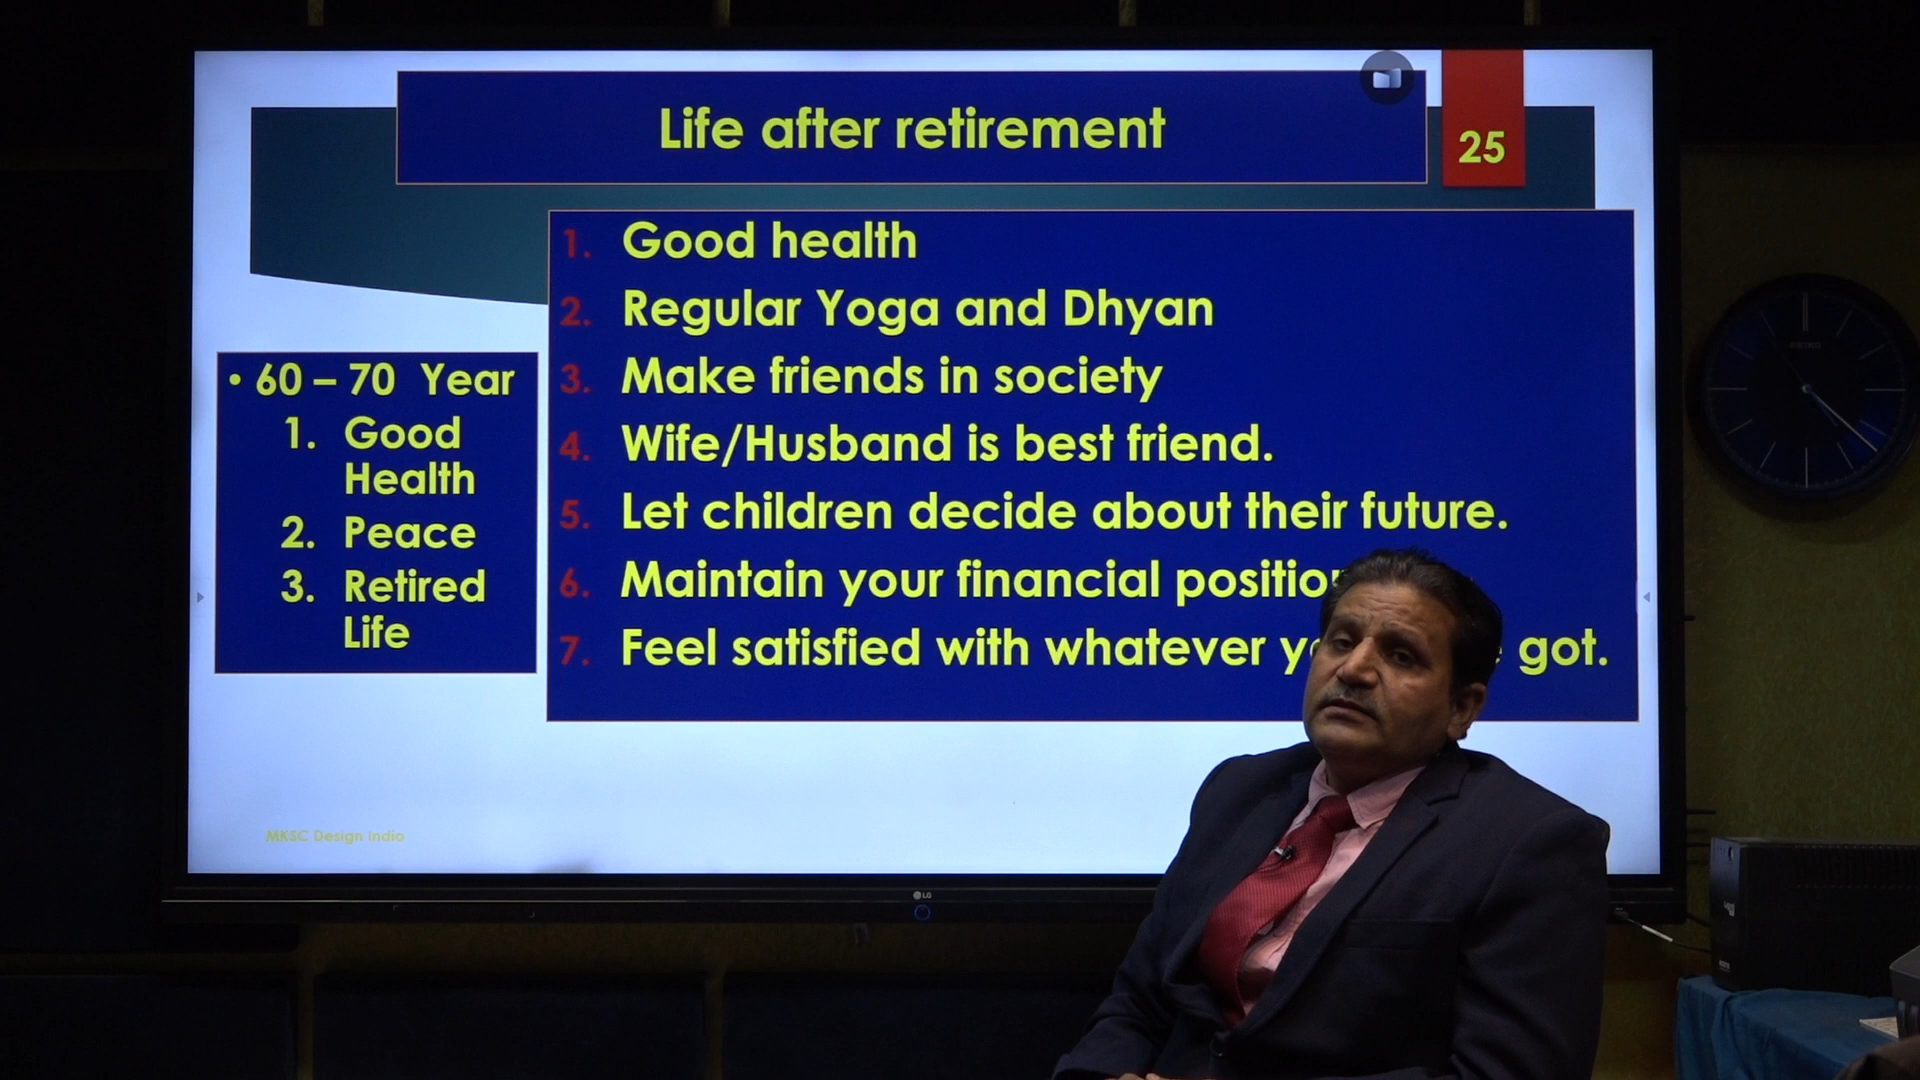 Life after retirement
25
1. Good health
2. Regular Yoga and Dhyan
3. Make friends in society
4. Wife/Husband is best friend.
5. Let children decide about their future.
6. Maintain your financial
7. Feel satisfied with whatever got.
• 60 – 70 Year
1. Good
Health
2. Peace
3. Retired
Life
MKSC Design India
LG
SEIKO